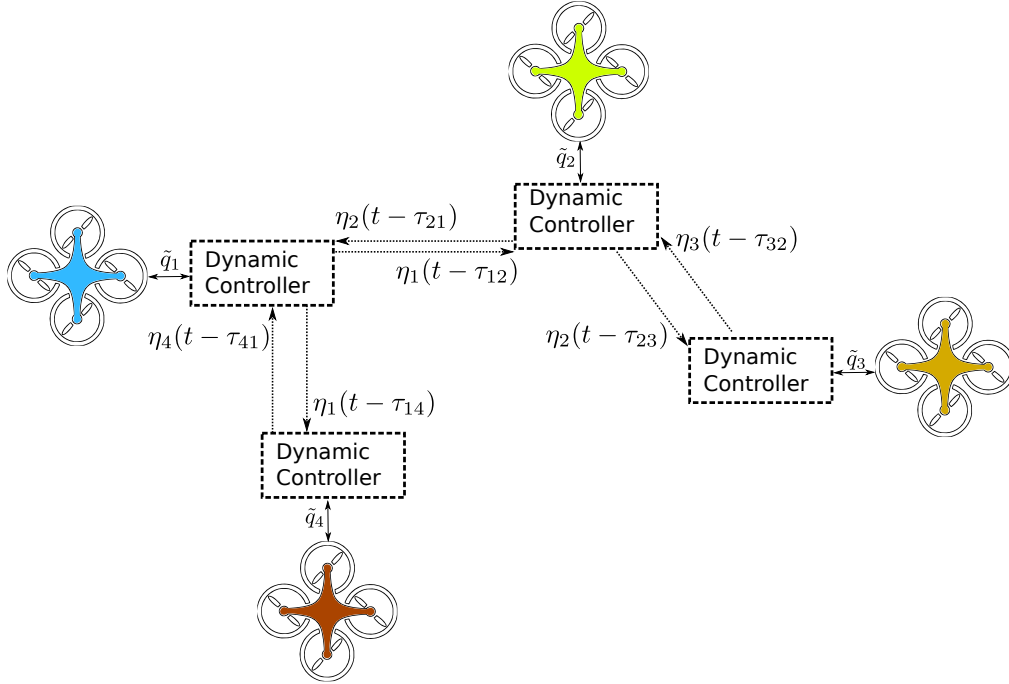 q̃₂
Dynamic
Controller
η₂(t − τ₂₁)
η₃(t − τ₃₂)
q̃₁
Dynamic
Controller
η₁(t − τ₁₂)
η₄(t − τ₄₁)
η₂(t − τ₂₃)
Dynamic
Controller
q̃₃
η₁(t − τ₁₄)
Dynamic
Controller
q̃₄